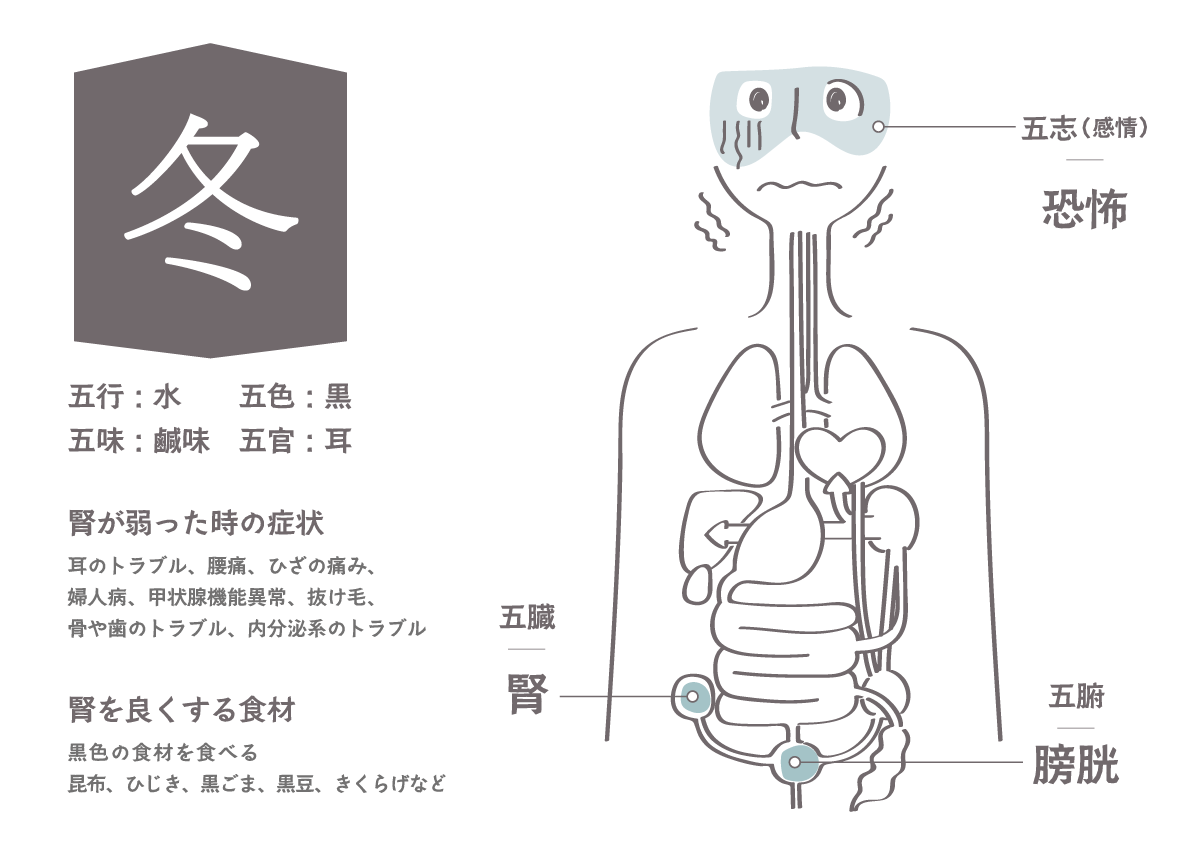 冬
五行：水　五色：黒
五味：鹹味　五官：耳
腎が弱った時の症状
耳のトラブル、腰痛、ひざの痛み、
婦人病、甲状腺機能異常、抜け毛、
骨や歯のトラブル、内分泌系のトラブル
腎を良くする食材
黒色の食材を食べる
昆布、ひじき、黒ごま、黒豆、きくらげなど
五志（感情）
恐怖
五臓
腎
五腑
膀胱